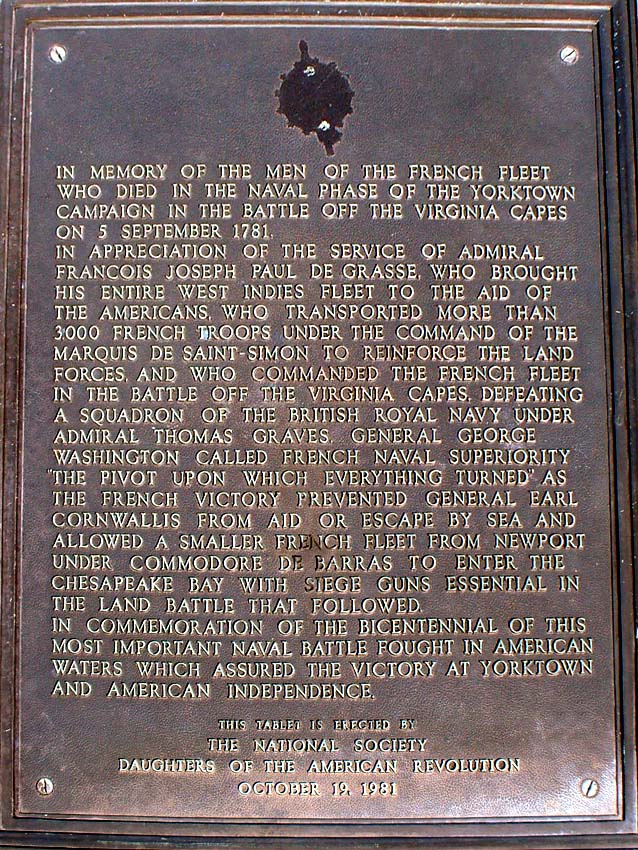 IN MEMORY OF THE MEN OF THE FRENCH FLEET
WHO DIED IN THE NAVAL PHASE OF THE YORKTOWN
CAMPAIGN IN THE BATTLE OFF THE VIRGINIA CAPES
ON 5 SEPTEMBER 1781.
IN APPRECIATION OF THE SERVICE OF ADMIRAL
FRANCOIS JOSEPH PAUL DE GRASSE, WHO BROUGHT
HIS ENTIRE WEST INDIES FLEET TO THE AID OF
THE AMERICANS, WHO TRANSPORTED MORE THAN
3,000 FRENCH TROOPS UNDER THE COMMAND OF THE
MARQUIS DE SAINT-SIMON TO REINFORCE THE LAND
FORCES, AND WHO COMMANDED THE FRENCH FLEET
IN THE BATTLE OFF THE VIRGINIA CAPES, DEFEATING
A SQUADRON OF THE BRITISH ROYAL NAVY UNDER
ADMIRAL THOMAS GRAVES. GENERAL GEORGE
WASHINGTON CALLED FRENCH NAVAL SUPERIORITY
"THE PIVOT UPON WHICH EVERYTHING TURNED" AS
THE FRENCH VICTORY PREVENTED GENERAL EARL
CORNWALLIS FROM AID OR ESCAPE BY SEA AND
ALLOWED A SMALLER FRENCH FLEET FROM NEWPORT
UNDER COMMODORE DE BARRAS TO ENTER THE
CHESAPEAKE BAY WITH SIEGE GUNS ESSENTIAL IN
THE LAND BATTLE THAT FOLLOWED.
IN COMMEMORATION OF THE BICENTENNIAL OF THIS
MOST IMPORTANT NAVAL BATTLE FOUGHT IN AMERICAN
WATERS WHICH ASSURED THE VICTORY AT YORKTOWN
AND AMERICAN INDEPENDENCE.
THIS TABLET IS ERECTED BY
THE NATIONAL SOCIETY
DAUGHTERS OF THE AMERICAN REVOLUTION
OCTOBER 19, 1981